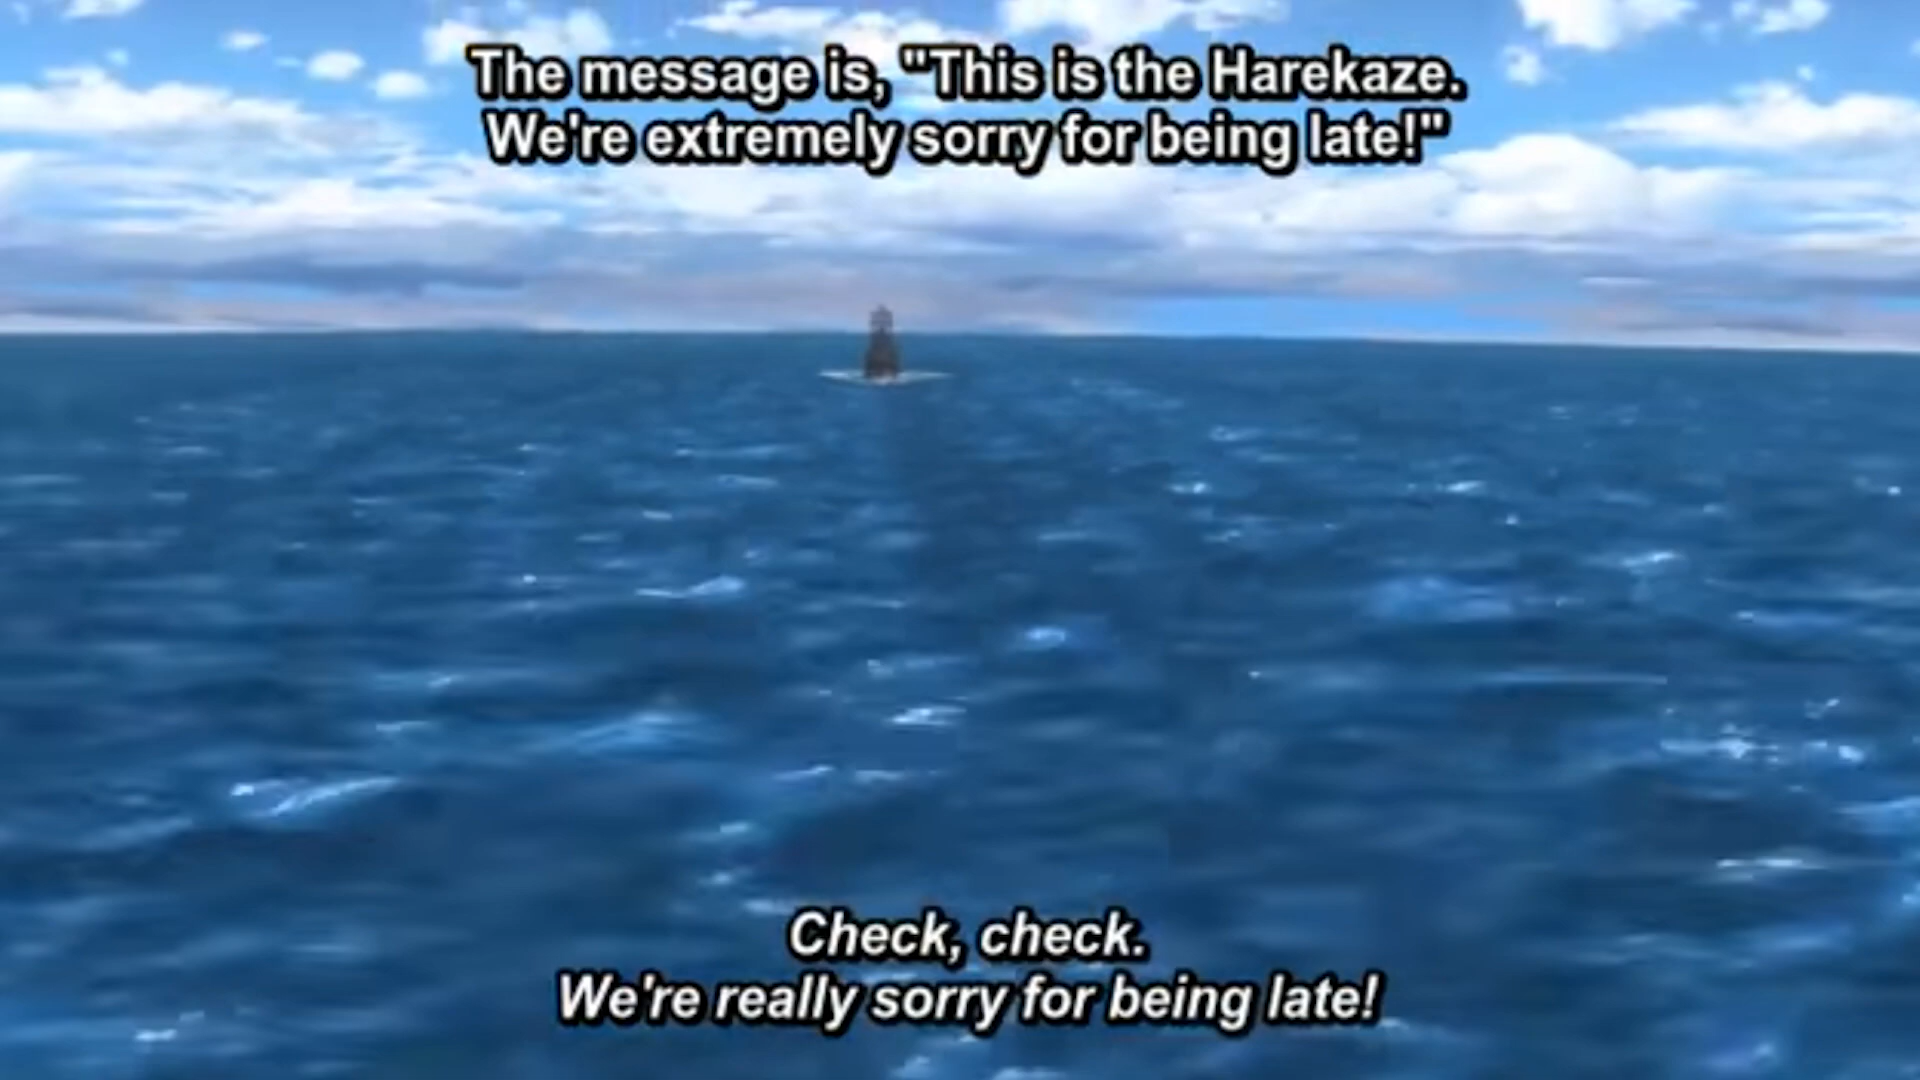 The message is, "This is the Harekaze.
We're extremely sorry for being late!"
Check, check.
We're really sorry for being late!